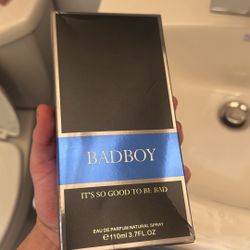 BADBOY
IT'S SO GOOD TO BE BAD
EAU DE PARFUM NATURAL SPRAY
℮110ml 3.7FL.OZ